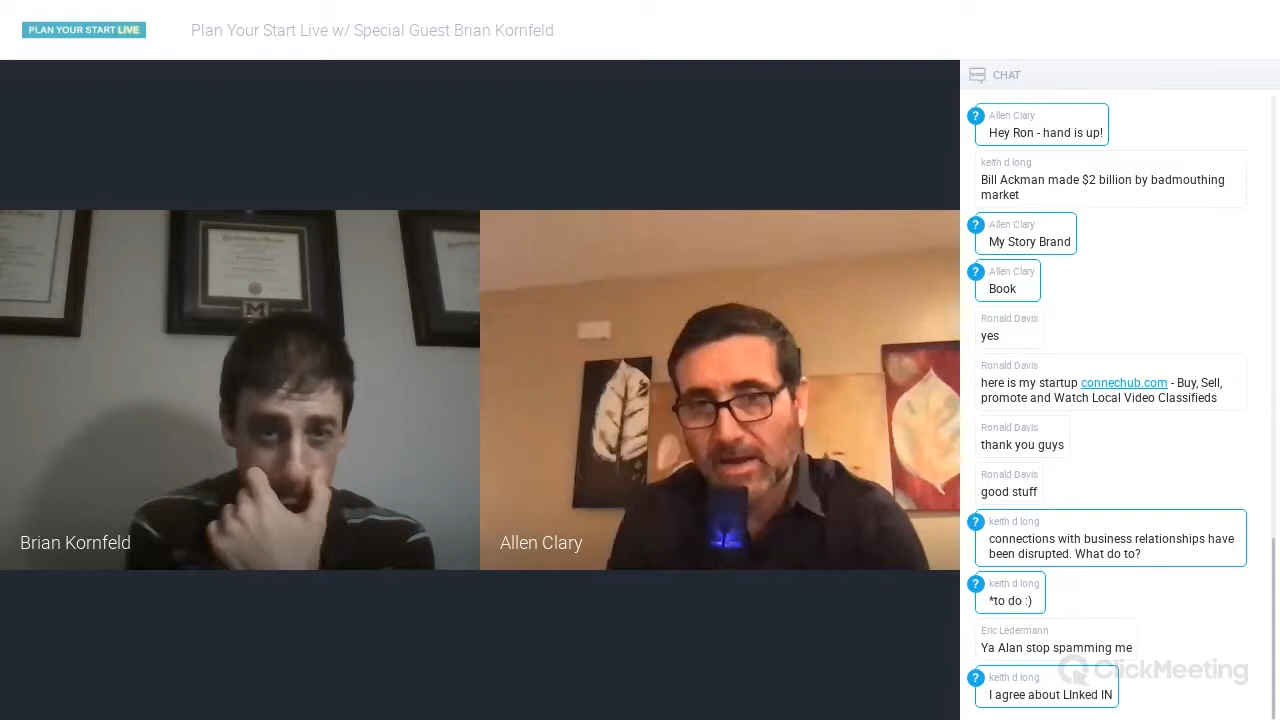 PLAN YOUR START LIVE
Plan Your Start Live w/ Special Guest Brian Kornfeld
CHAT
? Allen Clary
Hey Ron - hand is up!
keith d long
Bill Ackman made $2 billion by badmouthing
market
? Allen Clary
My Story Brand
? Allen Clary
Book
Ronald Davis
yes
Ronald Davis
here is my startup connechub.com - Buy, Sell,
promote and Watch Local Video Classifieds
Ronald Davis
thank you guys
Ronald Davis
good stuff
? keith d long
connections with business relationships have
been disrupted. What do to?
? keith d long
*to do :)
Eric Ledermann
Ya Alan stop spamming me
? keith d long
I agree about LInked IN
ClickMeeting
M
Brian Kornfeld
Allen Clary